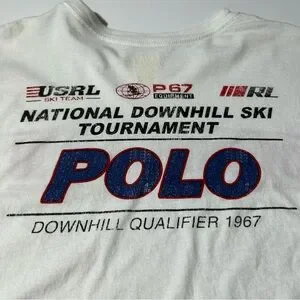 USRL P67 RL
SKI TEAM EQUIPMENT
NATIONAL DOWNHILL SKI
TOURNAMENT
POLO
DOWNHILL QUALIFIER 1967